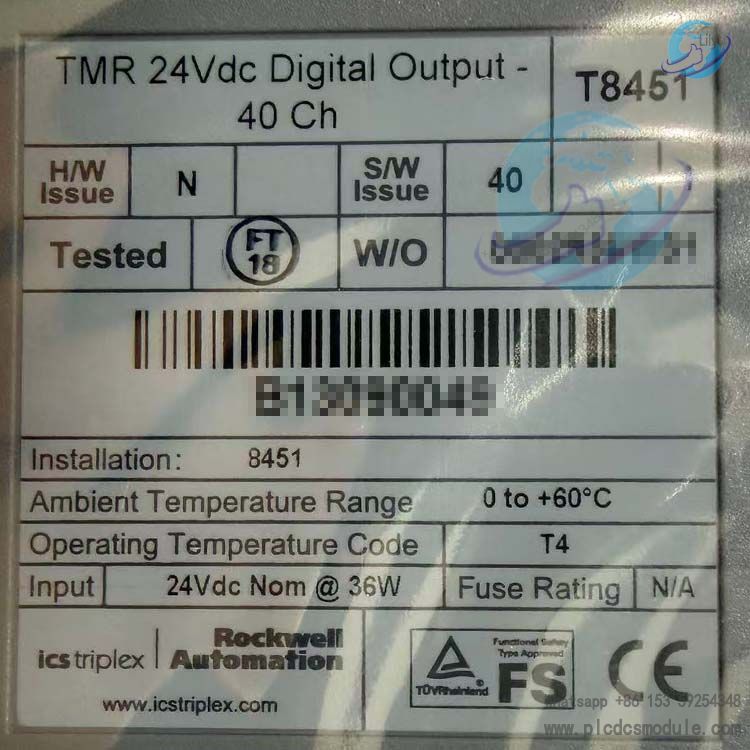 TMR 24Vdc Digital Output -
40 Ch
T8451
H/W
Issue
N
S/W
Issue
40
Tested
FT
18
W/O
Installation: 8451
Ambient Temperature Range 0 to +60°C
Operating Temperature Code T4
Input 24Vdc Nom @ 36W Fuse Rating N/A
ics triplex | Rockwell
Automation
www.icstriplex.com
TÜVRheinland
Functional Safety
Type Approved
FS
CE
www.plcdcsmodule.com